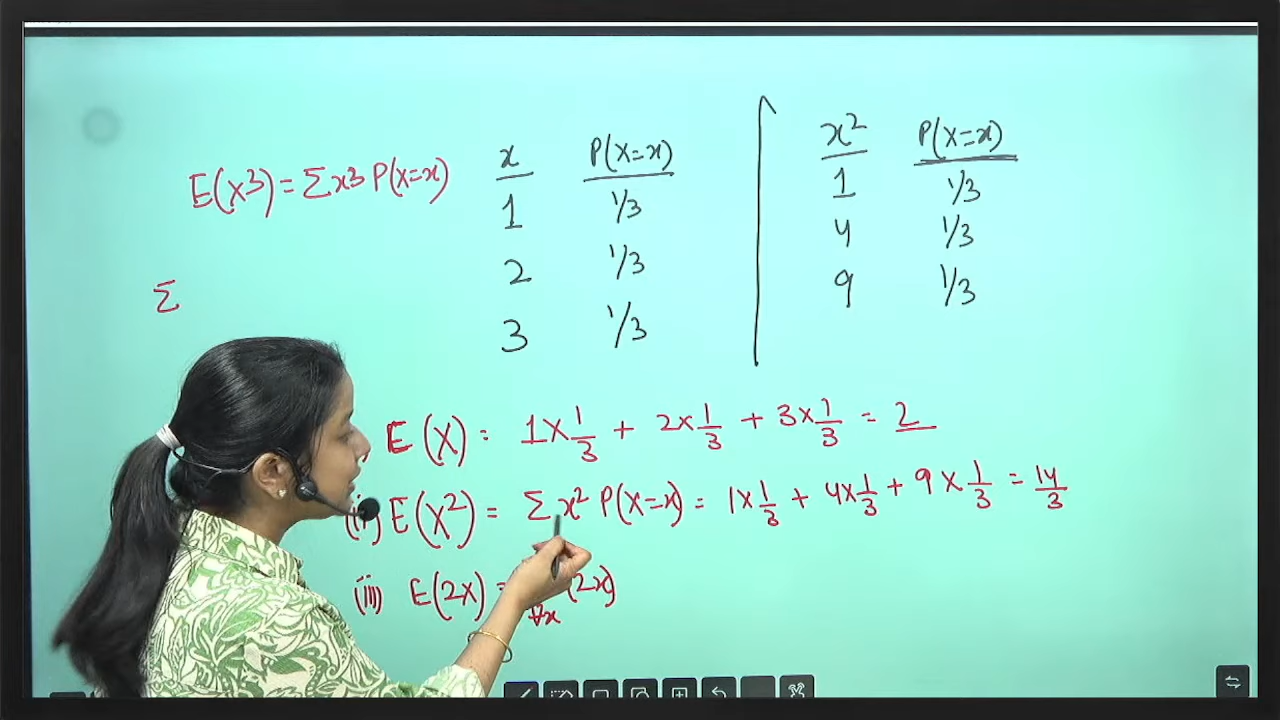 E(X³) = Σx³ P(X=x)
Σ
x P(X=x)
1 1/3
2 1/3
3 1/3
x² P(X=x)
1 1/3
4 1/3
9 1/3
E(X) = 1×1/3 + 2×1/3 + 3×1/3 = 2
(ii) E(X²) = Σx² P(X=x) = 1×1/3 + 4×1/3 + 9×1/3 = 14/3
(iii) E(2X) = ∀x (2x)